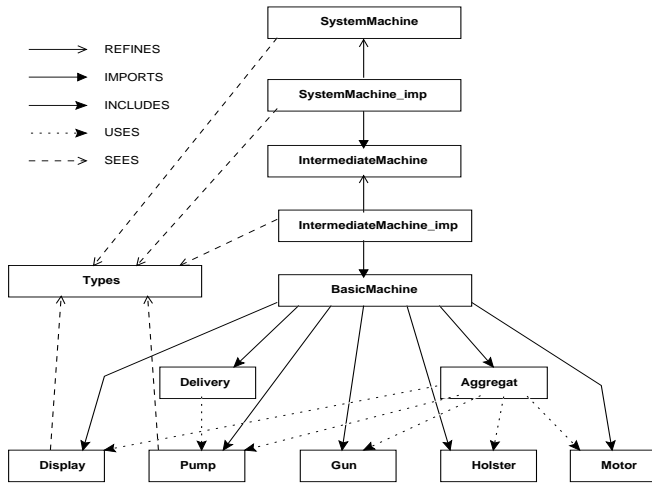 SystemMachine
REFINES
IMPORTS
SystemMachine_imp
INCLUDES
USES
IntermediateMachine
SEES
IntermediateMachine_imp
Types
BasicMachine
Delivery
Aggregat
Display
Pump
Gun
Holster
Motor